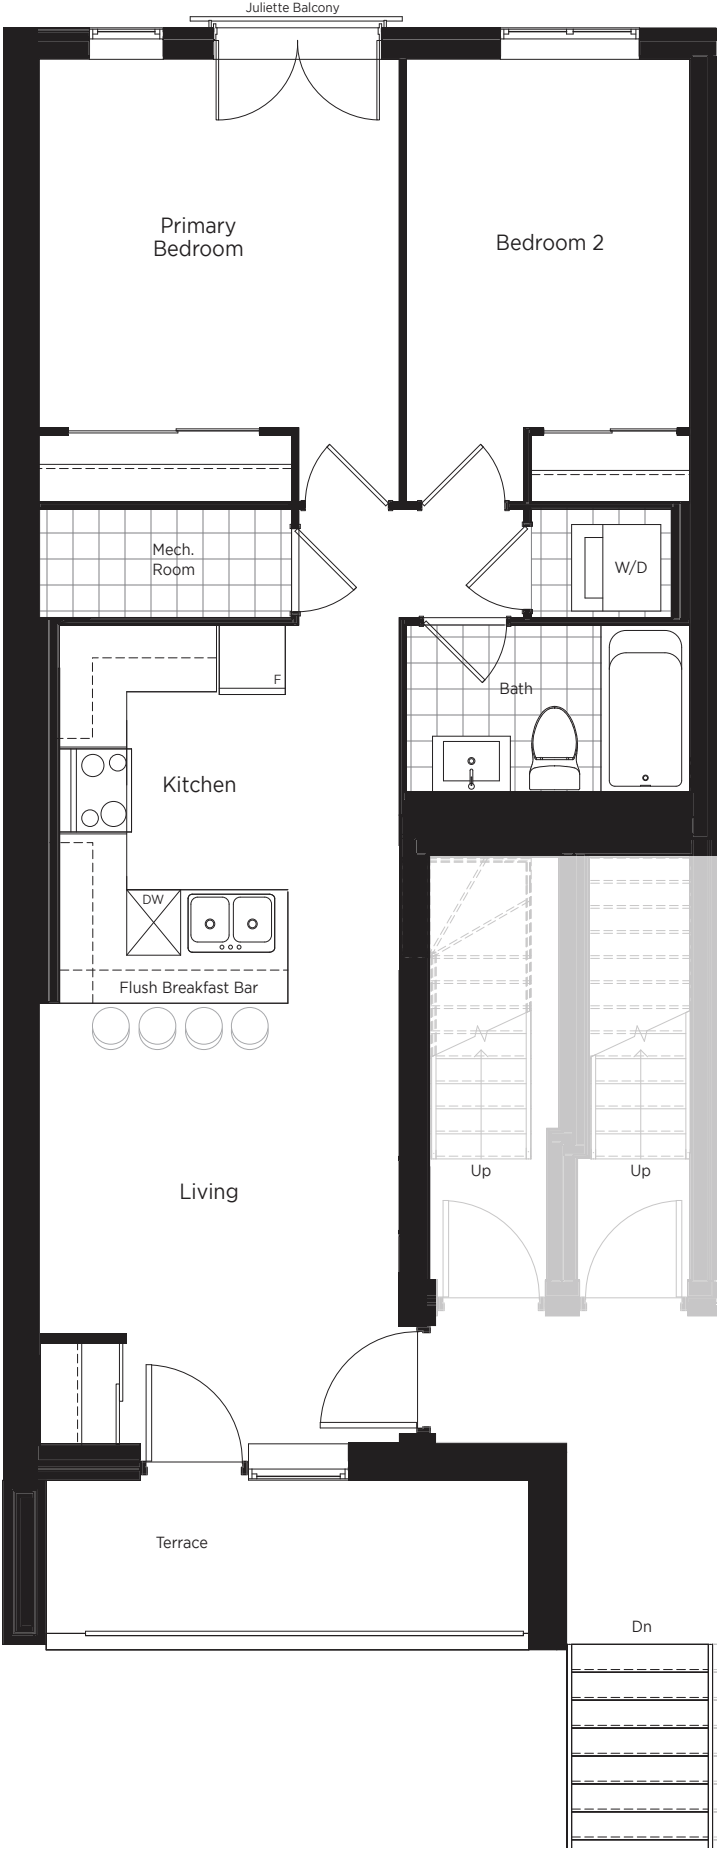 Juliette Balcony
Primary
Bedroom
Bedroom 2
Mech.
Room
W/D
F
Bath
Kitchen
DW
Flush Breakfast Bar
Up
Up
Living
Terrace
Dn